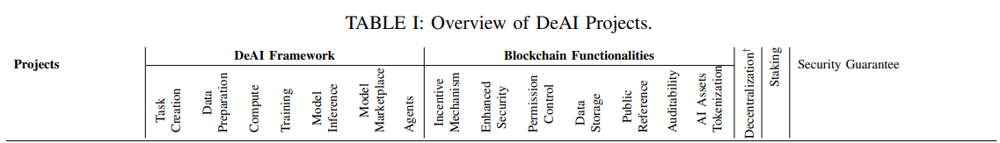 TABLE I: Overview of DeAI Projects.
Projects
DeAI Framework
Blockchain Functionalities
Decentralization†
Staking
Security Guarantee
Task
Creation
Data
Preparation
Compute
Training
Model
Inference
Model
Marketplace
Agents
Incentive
Mechanism
Enhanced
Security
Permission
Control
Data
Storage
Public
Reference
Auditability
AI Assets
Tokenization